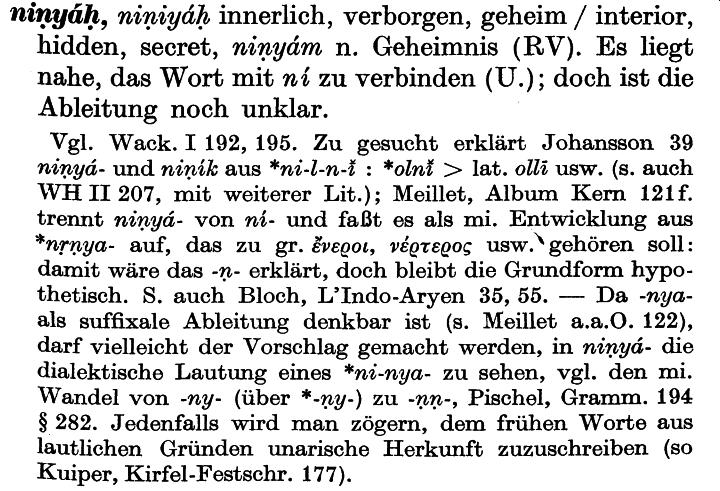 niṇyáḥ, niṇiyáḥ innerlich, verborgen, geheim / interior,
hidden, secret, niṇyám n. Geheimnis (RV). Es liegt
nahe, das Wort mit ní zu verbinden (U.); doch ist die
Ableitung noch unklar.
Vgl. Wack. I 192, 195. Zu gesucht erklärt Johansson 39
niṇyá- und niṇík aus *ni-l-n-ī̆ : *olnī̆ > lat. ollī usw. (s. auch
WH II 207, mit weiterer Lit.); Meillet, Album Kern 121f.
trennt niṇyá- von ní- und faßt es als mi. Entwicklung aus
*nṛṇya- auf, das zu gr. ἔνεροι, νέρτερος usw. gehören soll:
damit wäre das -ṇ- erklärt, doch bleibt die Grundform hypo-
thetisch. S. auch Bloch, L'Indo-Aryen 35, 55. — Da -nya-
als suffixale Ableitung denkbar ist (s. Meillet a.a.O. 122),
darf vielleicht der Vorschlag gemacht werden, in niṇyá- die
dialektische Lautung eines *ni-nya- zu sehen, vgl. den mi.
Wandel von -ny- (über *-ṇy-) zu -ṇṇ-, Pischel, Gramm. 194
§ 282. Jedenfalls wird man zögern, dem frühen Worte aus
lautlichen Gründen unarische Herkunft zuzuschreiben (so
Kuiper, Kirfel-Festschr. 177).